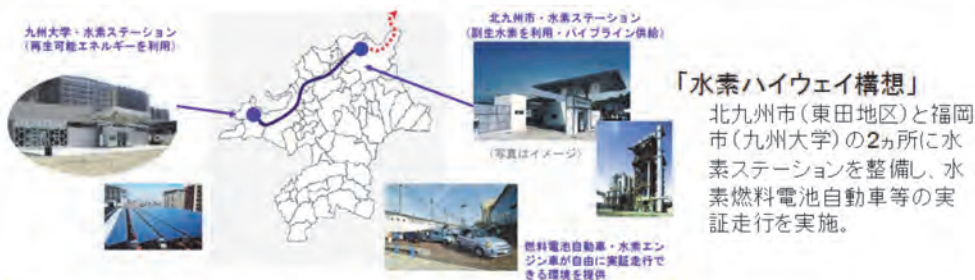 九州大学・水素ステーション
(再生可能エネルギーを利用)
北九州市・水素ステーション
(副生水素を利用・パイプライン供給)
(写真はイメージ)
燃料電池自動車・水素エン
ジン車が自由に実証走行で
きる環境を提供
「水素ハイウェイ構想」
北九州市(東田地区)と福岡
市(九州大学)の2ヵ所に水
素ステーションを整備し、水
素燃料電池自動車等の実
証走行を実施。